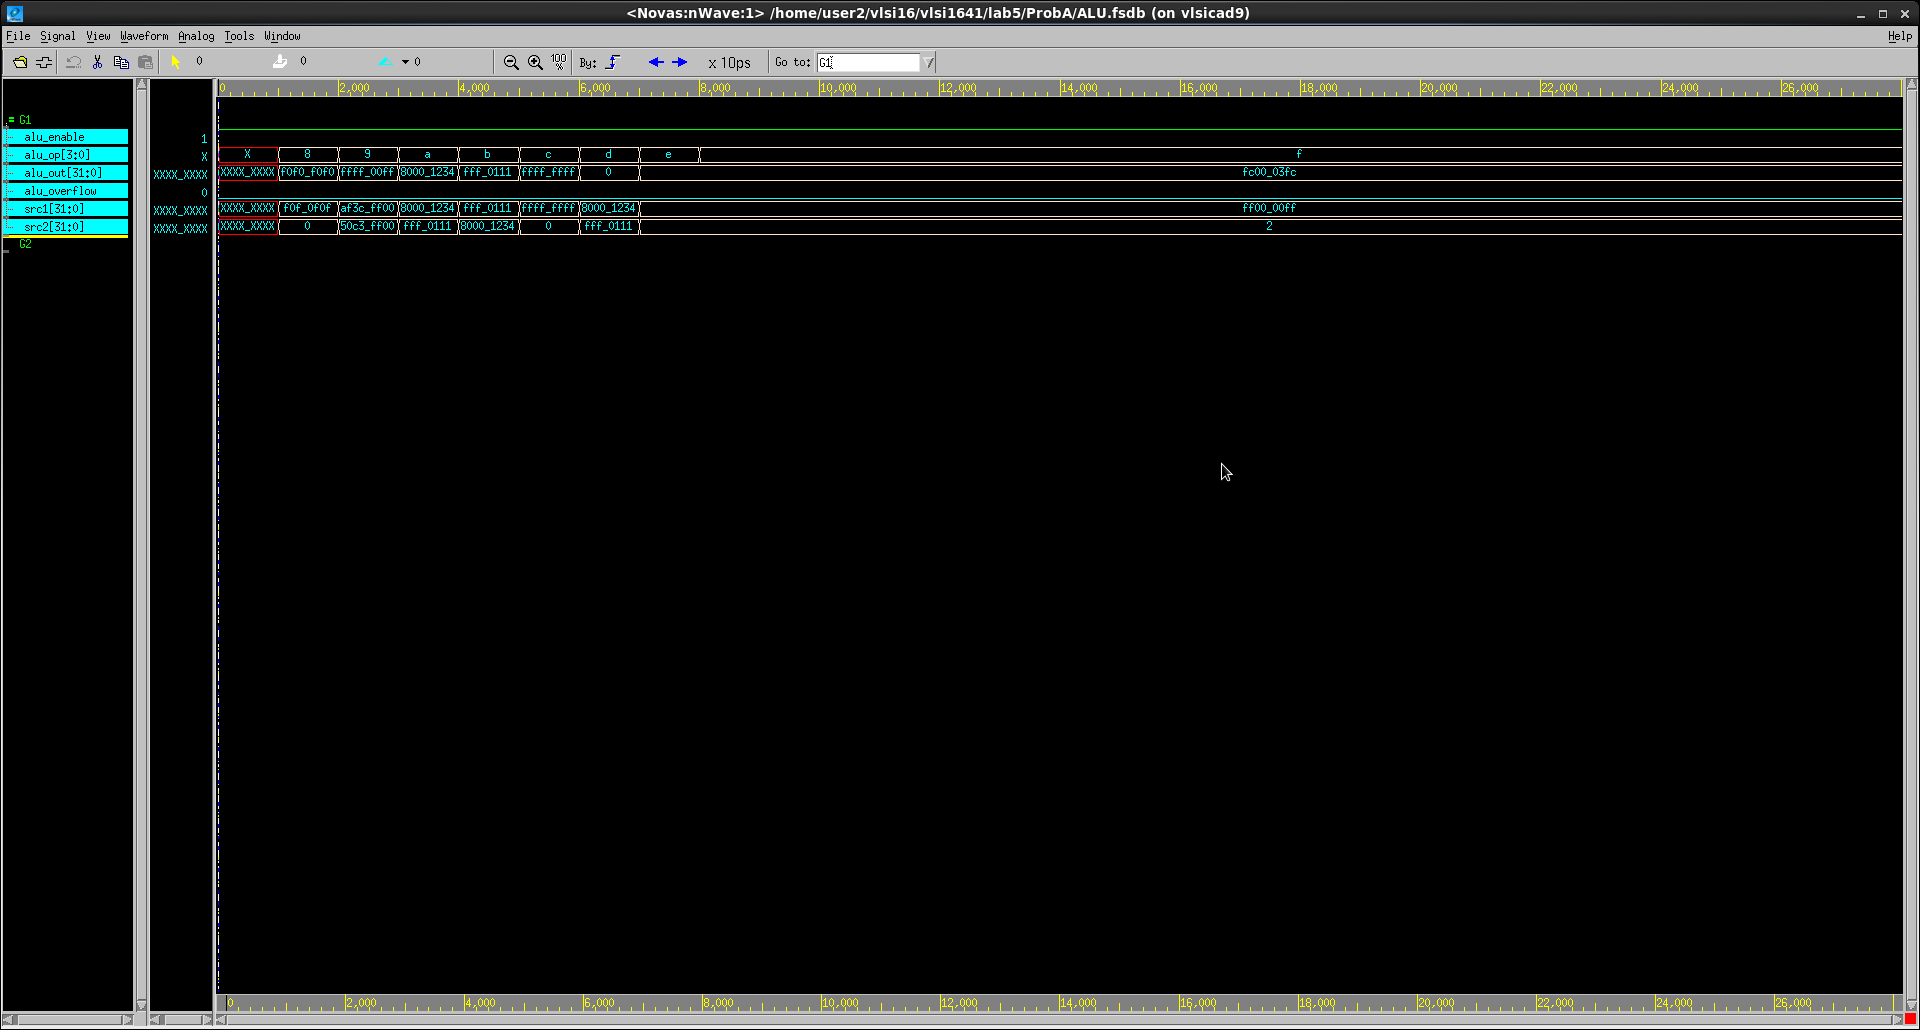 <Novas:nWave:1> /home/user2/vlsi16/vlsi1641/lab5/ProbA/ALU.fsdb (on vlsicad9)
File Signal View Waveform Analog Tools Window Help
0 0 0 100 % By: x 10ps Go to: G1
0 2,000 4,000 6,000 8,000 10,000 12,000 14,000 16,000 18,000 20,000 22,000 24,000 26,000
= G1
alu_enable 1
alu_op[3:0] X X 8 9 a b c d e f
alu_out[31:0] XXXX_XXXX XXXX_XXXX f0f0_f0f0 ffff_00ff 8000_1234 fff_0111 ffff_ffff 0 fc00_03fc
alu_overflow 0
src1[31:0] XXXX_XXXX XXXX_XXXX f0f_0f0f af3c_ff00 8000_1234 fff_0111 ffff_ffff 8000_1234 ff00_00ff
src2[31:0] XXXX_XXXX XXXX_XXXX 0 50c3_ff00 fff_0111 8000_1234 0 fff_0111 2
G2
0 2,000 4,000 6,000 8,000 10,000 12,000 14,000 16,000 18,000 20,000 22,000 24,000 26,000